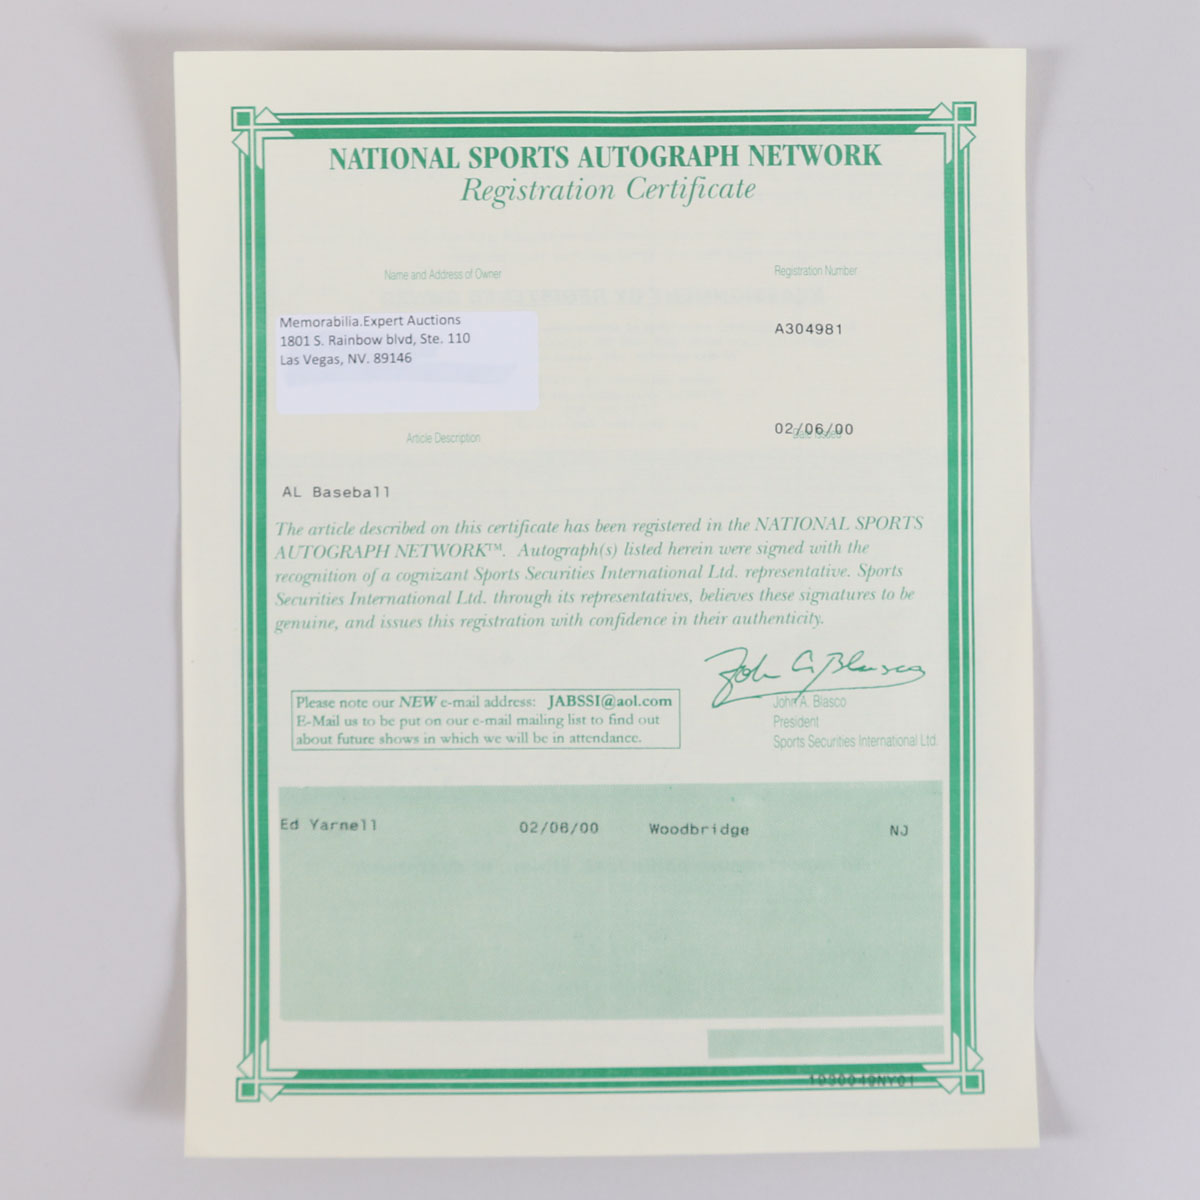 NATIONAL SPORTS AUTOGRAPH NETWORK
Registration Certificate
Name and Address of Owner
Registration Number
Memorabilia.Expert Auctions
1801 S. Rainbow blvd, Ste. 110
Las Vegas, NV. 89146
A304981
Article Description
02/06/00
Date Issued
AL Baseball
The article described on this certificate has been registered in the NATIONAL SPORTS
AUTOGRAPH NETWORK™. Autograph(s) listed herein were signed with the
recognition of a cognizant Sports Securities International Ltd. representative. Sports
Securities International Ltd. through its representatives, believes these signatures to be
genuine, and issues this registration with confidence in their authenticity.
John A. Blasco
John A. Blasco
President
Sports Securities International Ltd.
Please note our NEW e-mail address: JABSSI@aol.com
E-Mail us to be put on our e-mail mailing list to find out
about future shows in which we will be in attendance.
Ed Yarnell 02/06/00 Woodbridge NJ